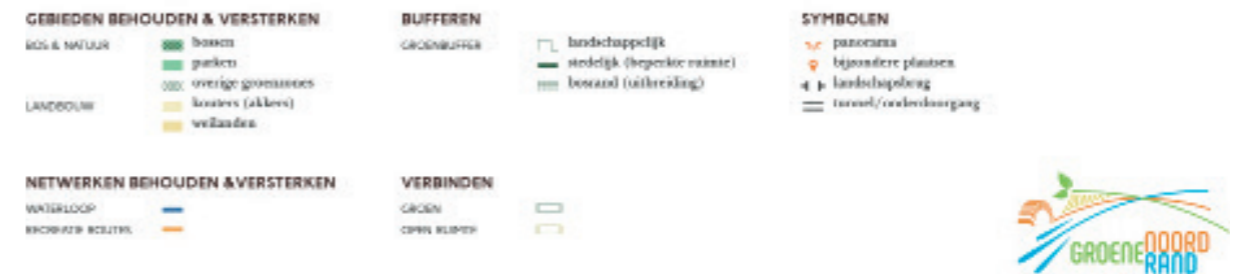 GEBIEDEN BEHOUDEN & VERSTERKEN
BOS & NATUUR
bossen
parken
overige groenzones
LANDBOUW
kouters (akkers)
weilanden
BUFFEREN
GROENBUFFER
landschappelijk
stedelijk (beperkte ruimte)
bosrand (uitbreiding)
SYMBOLEN
panorama
bijzondere plaatsen
landschapsbrug
tunnel/onderdoorgang
NETWERKEN BEHOUDEN &VERSTERKEN
WATERLOOP
RECREATIE ROUTES
VERBINDEN
GROEN
OPEN RUIMTE
GROENE NOORD
RAND